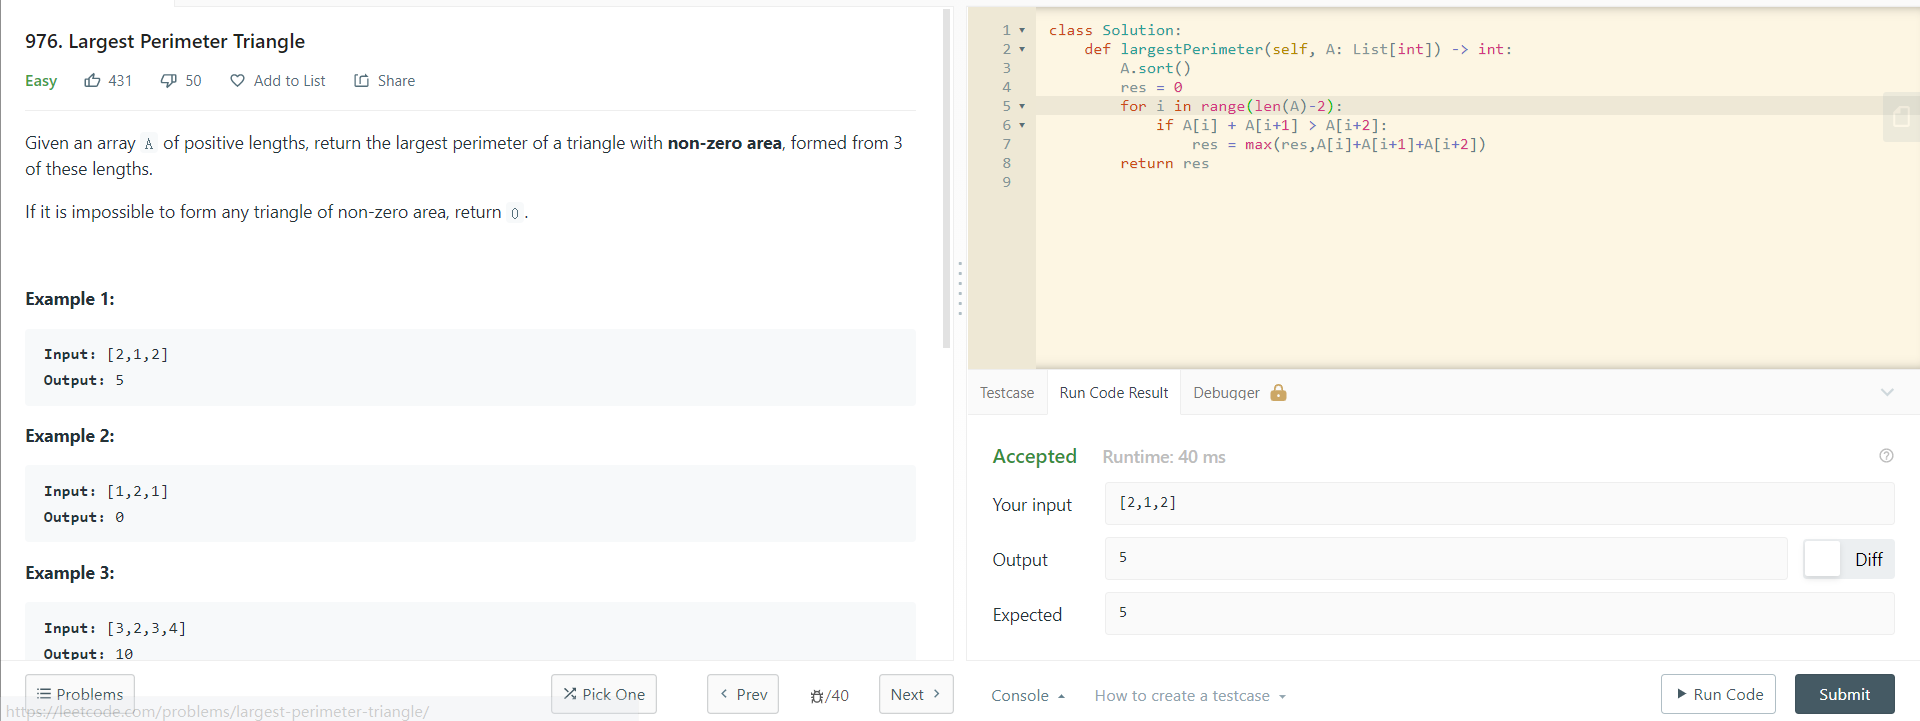 976. Largest Perimeter Triangle
Easy 431 50 Add to List Share
Given an array A of positive lengths, return the largest perimeter of a triangle with non-zero area, formed from 3
of these lengths.
If it is impossible to form any triangle of non-zero area, return 0 .
Example 1:
Input: [2,1,2]
Output: 5
Example 2:
Input: [1,2,1]
Output: 0
Example 3:
Input: [3,2,3,4]
Output: 10
Problems Pick One Prev /40 Next
https://leetcode.com/problems/largest-perimeter-triangle/
1 class Solution:
2 def largestPerimeter(self, A: List[int]) -> int:
3 A.sort()
4 res = 0
5 for i in range(len(A)-2):
6 if A[i] + A[i+1] > A[i+2]:
7 res = max(res,A[i]+A[i+1]+A[i+2])
8 return res
9
Testcase Run Code Result Debugger
Accepted Runtime: 40 ms
Your input [2,1,2]
Output 5 Diff
Expected 5
Console How to create a testcase Run Code Submit